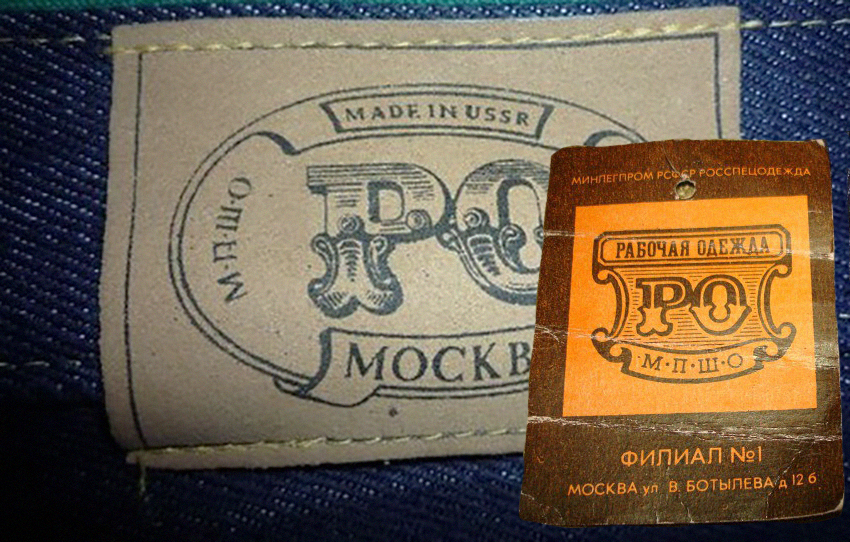 MADE IN USSR
М·П·Ш·О
РО
МОСКВ
МИНЛЕГПРОМ РСФСР РОССПЕЦОДЕЖДА
РАБОЧАЯ ОДЕЖДА
РО
М·П·Ш·О
ФИЛИАЛ №1
МОСКВА ул. В. БОТЫЛЕВА д 12 б